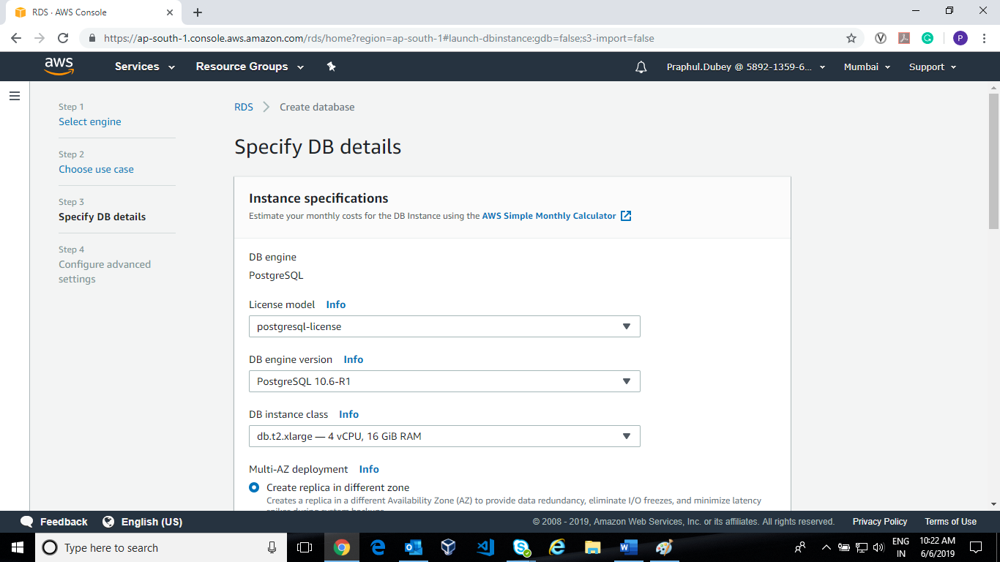 RDS · AWS Console
https://ap-south-1.console.aws.amazon.com/rds/home?region=ap-south-1#launch-dbinstance:gdb=false;s3-import=false
P
aws
Services
Resource Groups
Praphul.Dubey @ 5892-1359-6...
Mumbai
Support
Step 1
Select engine
Step 2
Choose use case
Step 3
Specify DB details
Step 4
Configure advanced
settings
RDS
Create database
Specify DB details
Instance specifications
Estimate your monthly costs for the DB Instance using the AWS Simple Monthly Calculator
DB engine
PostgreSQL
License model Info
postgresql-license
DB engine version Info
PostgreSQL 10.6-R1
DB instance class Info
db.t2.xlarge — 4 vCPU, 16 GiB RAM
Multi-AZ deployment Info
Create replica in different zone
Creates a replica in a different Availability Zone (AZ) to provide data redundancy, eliminate I/O freezes, and minimize latency
Feedback
English (US)
© 2008 - 2019, Amazon Web Services, Inc. or its affiliates. All rights reserved.
Privacy Policy
Terms of Use
Type here to search
ENG
IN
10:22 AM
6/6/2019